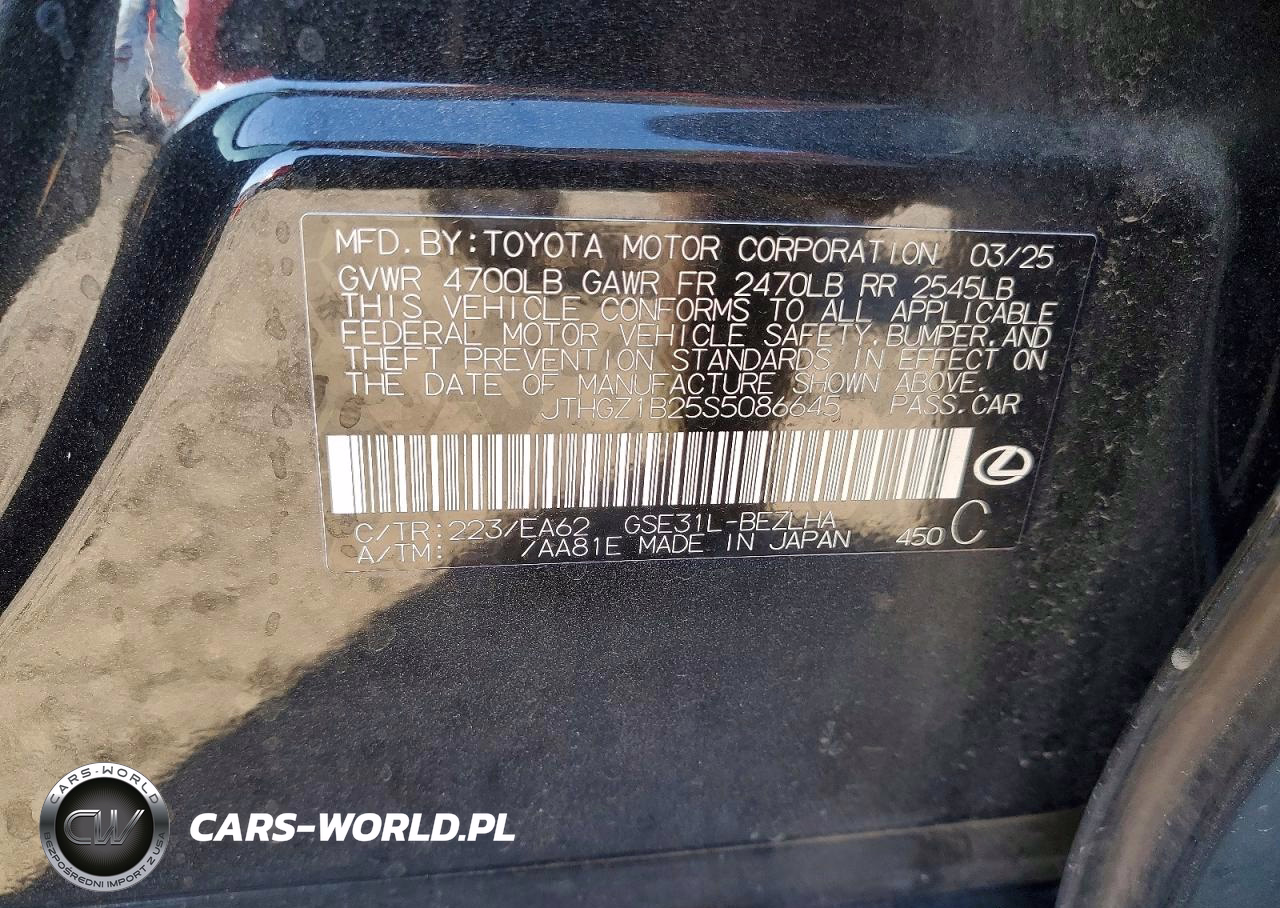 MFD.BY:TOYOTA MOTOR CORPORATION 03/25
GVWR 4700LB GAWR FR 2470LB RR 2545LB
THIS VEHICLE CONFORMS TO ALL APPLICABLE
FEDERAL MOTOR VEHICLE SAFETY,BUMPER,AND
THEFT PREVENTION STANDARDS IN EFFECT ON
THE DATE OF MANUFACTURE SHOWN ABOVE.
JTHGZ1B25S5086645 PASS.CAR
C/TR:223/EA62 GSE31L-BEZLHA
A/TM: /AA81E MADE IN JAPAN 450 C
CARS-WORLD
CW
BEZPOŚREDNI IMPORT Z USA
CARS-WORLD.PL